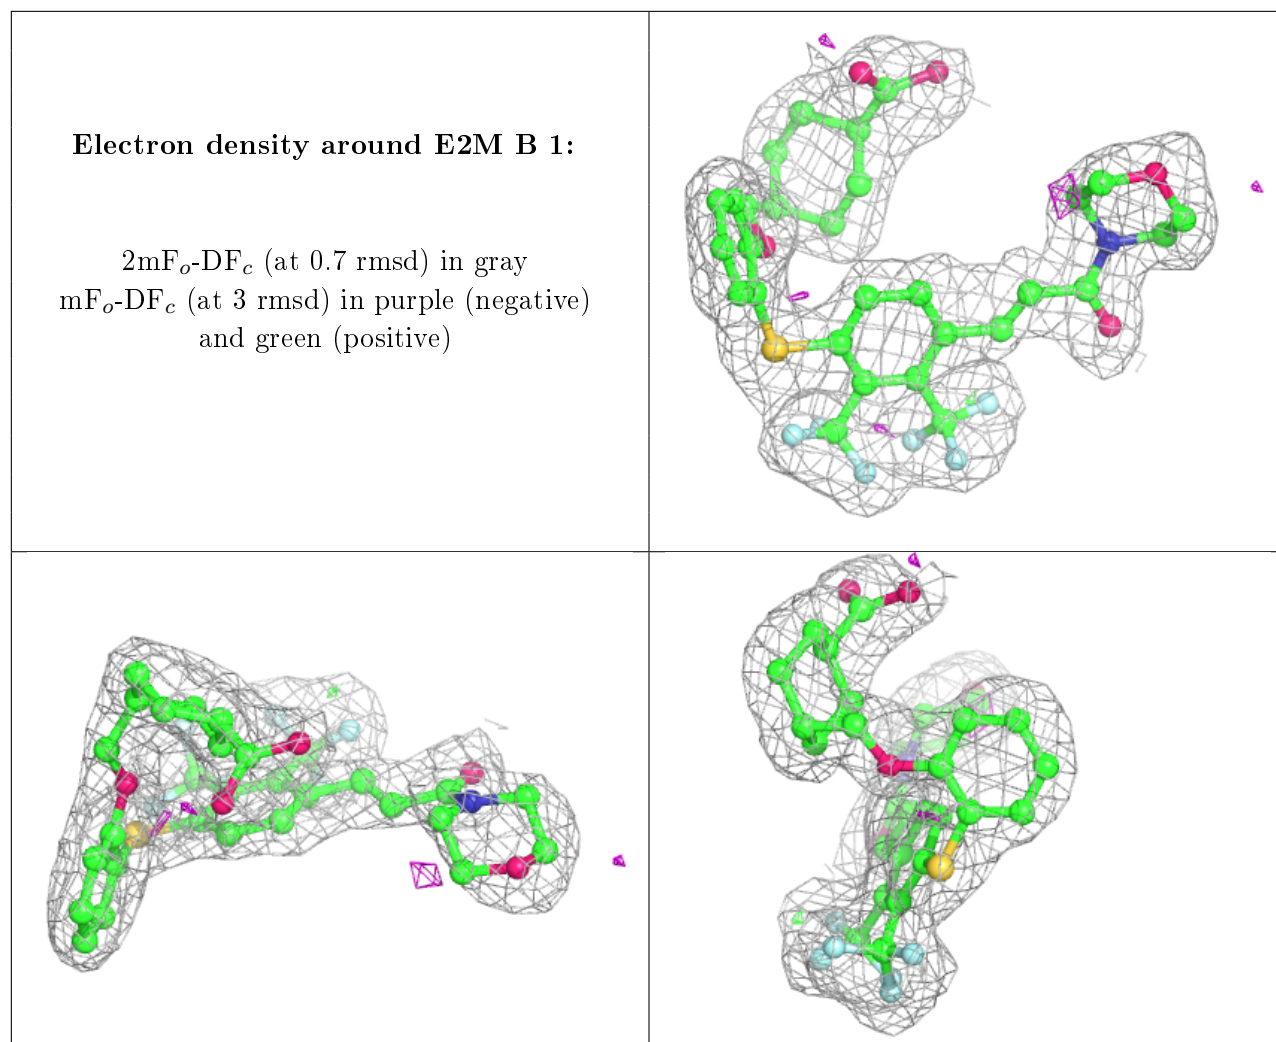 Electron density around E2M B 1:
2mFo-DFc (at 0.7 rmsd) in gray
mFo-DFc (at 3 rmsd) in purple (negative)
and green (positive)